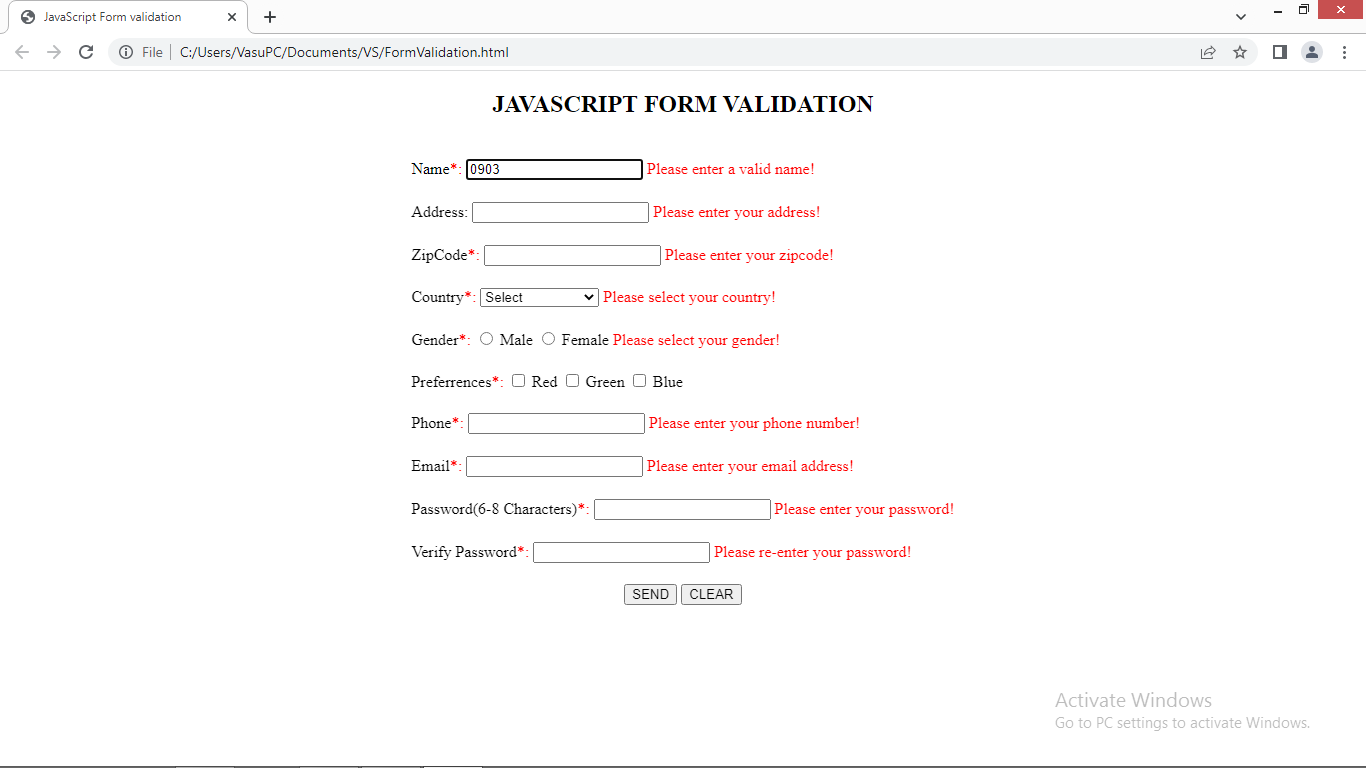 JavaScript Form validation
File C:/Users/VasuPC/Documents/VS/FormValidation.html
JAVASCRIPT FORM VALIDATION
Name*: 0903 Please enter a valid name!
Address: Please enter your address!
ZipCode*: Please enter your zipcode!
Country*: Select Please select your country!
Gender*: Male Female Please select your gender!
Preferrences*: Red Green Blue
Phone*: Please enter your phone number!
Email*: Please enter your email address!
Password(6-8 Characters)*: Please enter your password!
Verify Password*: Please re-enter your password!
SEND CLEAR
Activate Windows
Go to PC settings to activate Windows.